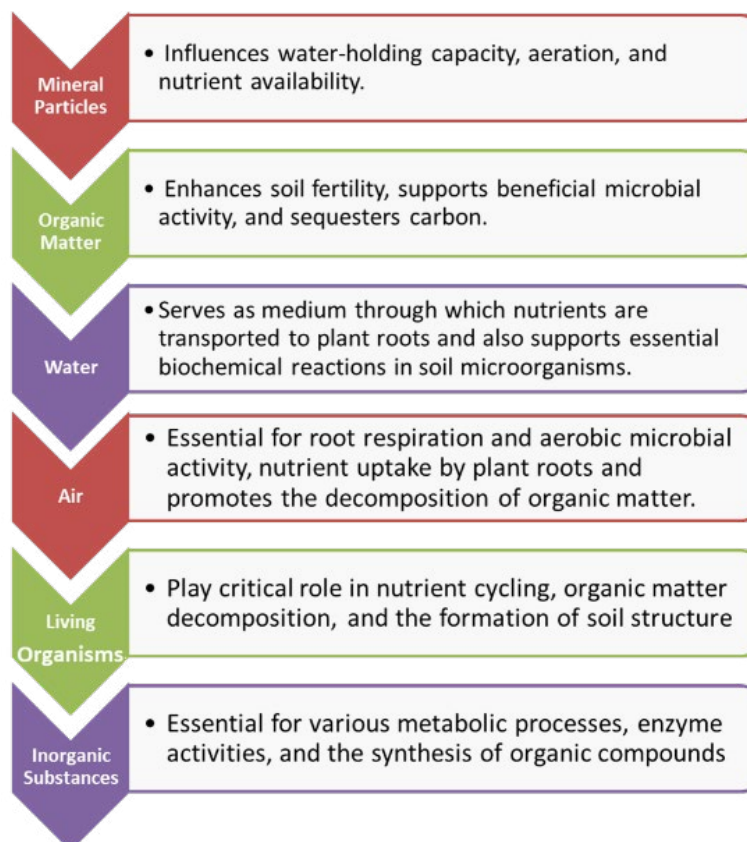 Mineral
Particles
• Influences water-holding capacity, aeration, and
nutrient availability.
Organic
Matter
• Enhances soil fertility, supports beneficial microbial
activity, and sequesters carbon.
Water
• Serves as medium through which nutrients are
transported to plant roots and also supports essential
biochemical reactions in soil microorganisms.
Air
• Essential for root respiration and aerobic microbial
activity, nutrient uptake by plant roots and
promotes the decomposition of organic matter.
Living
Organisms
• Play critical role in nutrient cycling, organic matter
decomposition, and the formation of soil structure
Inorganic
Substances
• Essential for various metabolic processes, enzyme
activities, and the synthesis of organic compounds